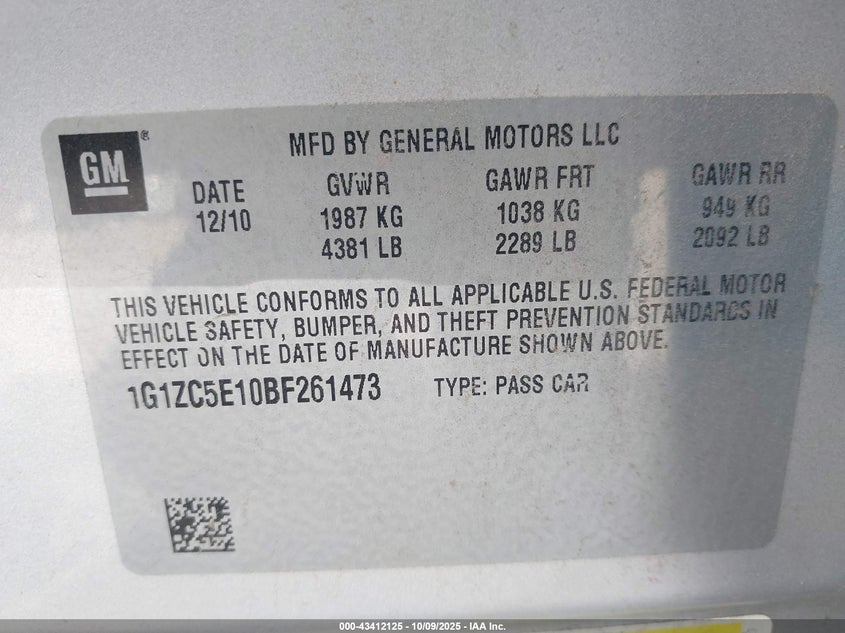 GM ®
MFD BY GENERAL MOTORS LLC
DATE GVWR GAWR FRT GAWR RR
12/10 1987 KG 1038 KG 949 KG
4381 LB 2289 LB 2092 LB
THIS VEHICLE CONFORMS TO ALL APPLICABLE U.S. FEDERAL MOTOR
VEHICLE SAFETY, BUMPER, AND THEFT PREVENTION STANDARDS IN
EFFECT ON THE DATE OF MANUFACTURE SHOWN ABOVE.
1G1ZC5E10BF261473 TYPE: PASS CAR
000-43412125 - 10/09/2025 - IAA Inc.